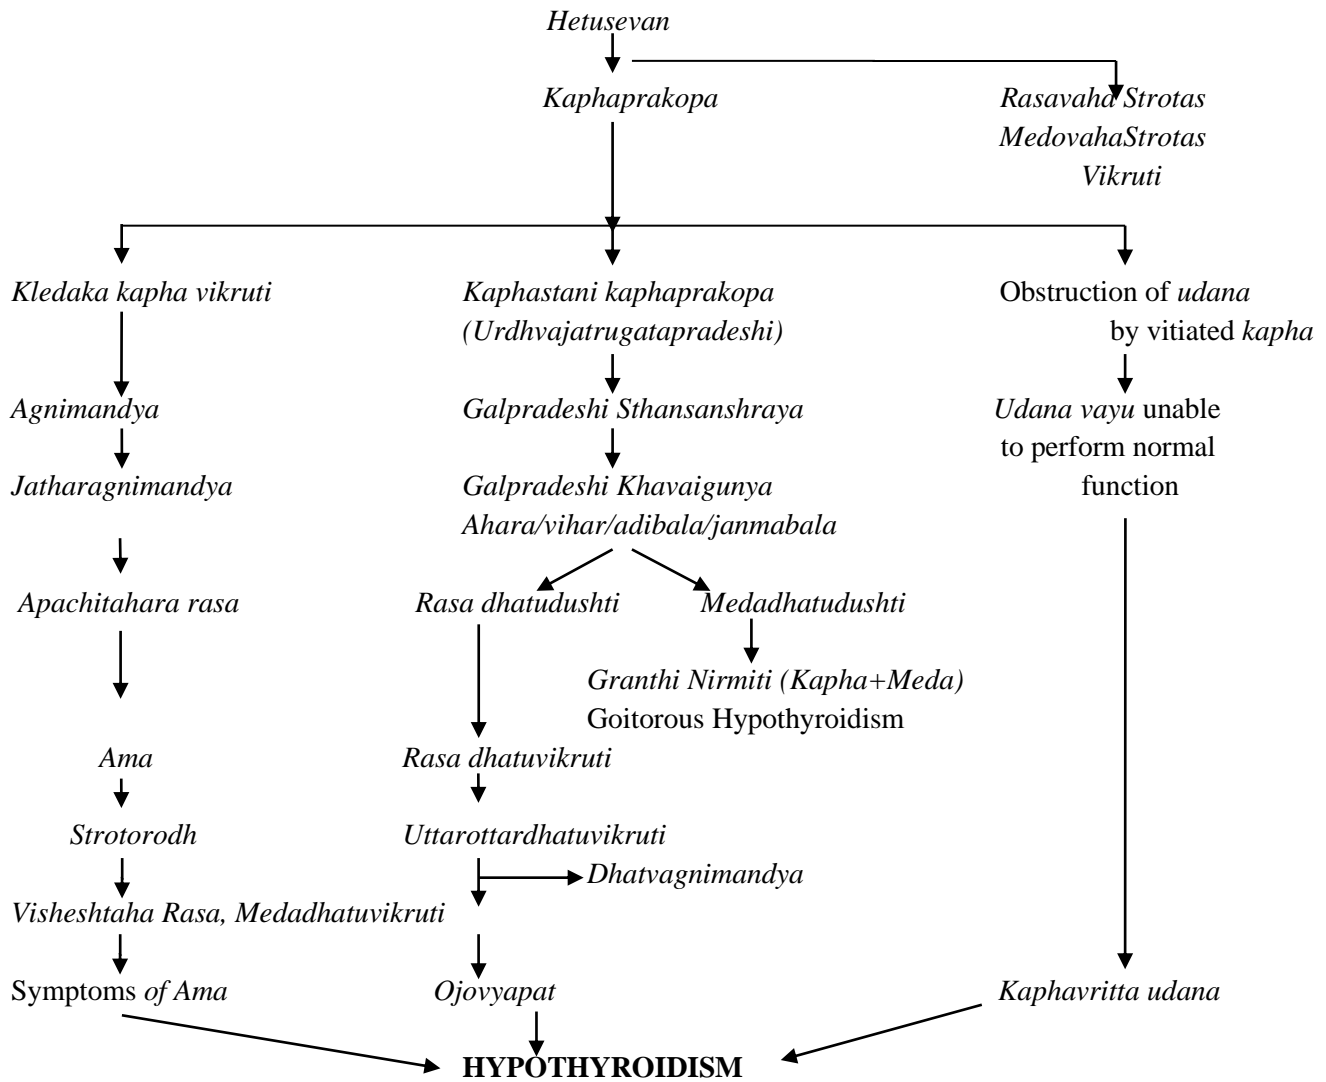 Hetusevan
Kaphaprakopa
Rasavaha Strotas
MedovahaStrotas
Vikruti
Kledaka kapha vikruti
Kaphastani kaphaprakopa
(Urdhvajatrugatapradeshi)
Obstruction of udana
by vitiated kapha
Agnimandya
Galpradeshi Sthansanshraya
Udana vayu unable
to perform normal
function
Jatharagnimandya
Galpradeshi Khavaigunya
Ahara/vihar/adibala/janmabala
Apachitahara rasa
Rasa dhatudushti
Medadhatudushti
Granthi Nirmiti (Kapha+Meda)
Goitorous Hypothyroidism
Ama
Rasa dhatuvikruti
Strotorodh
Uttarottardhatuvikruti
Dhatvagnimandya
Visheshtaha Rasa, Medadhatuvikruti
Symptoms of Ama
Ojovyapat
Kaphavritta udana
HYPOTHYROIDISM